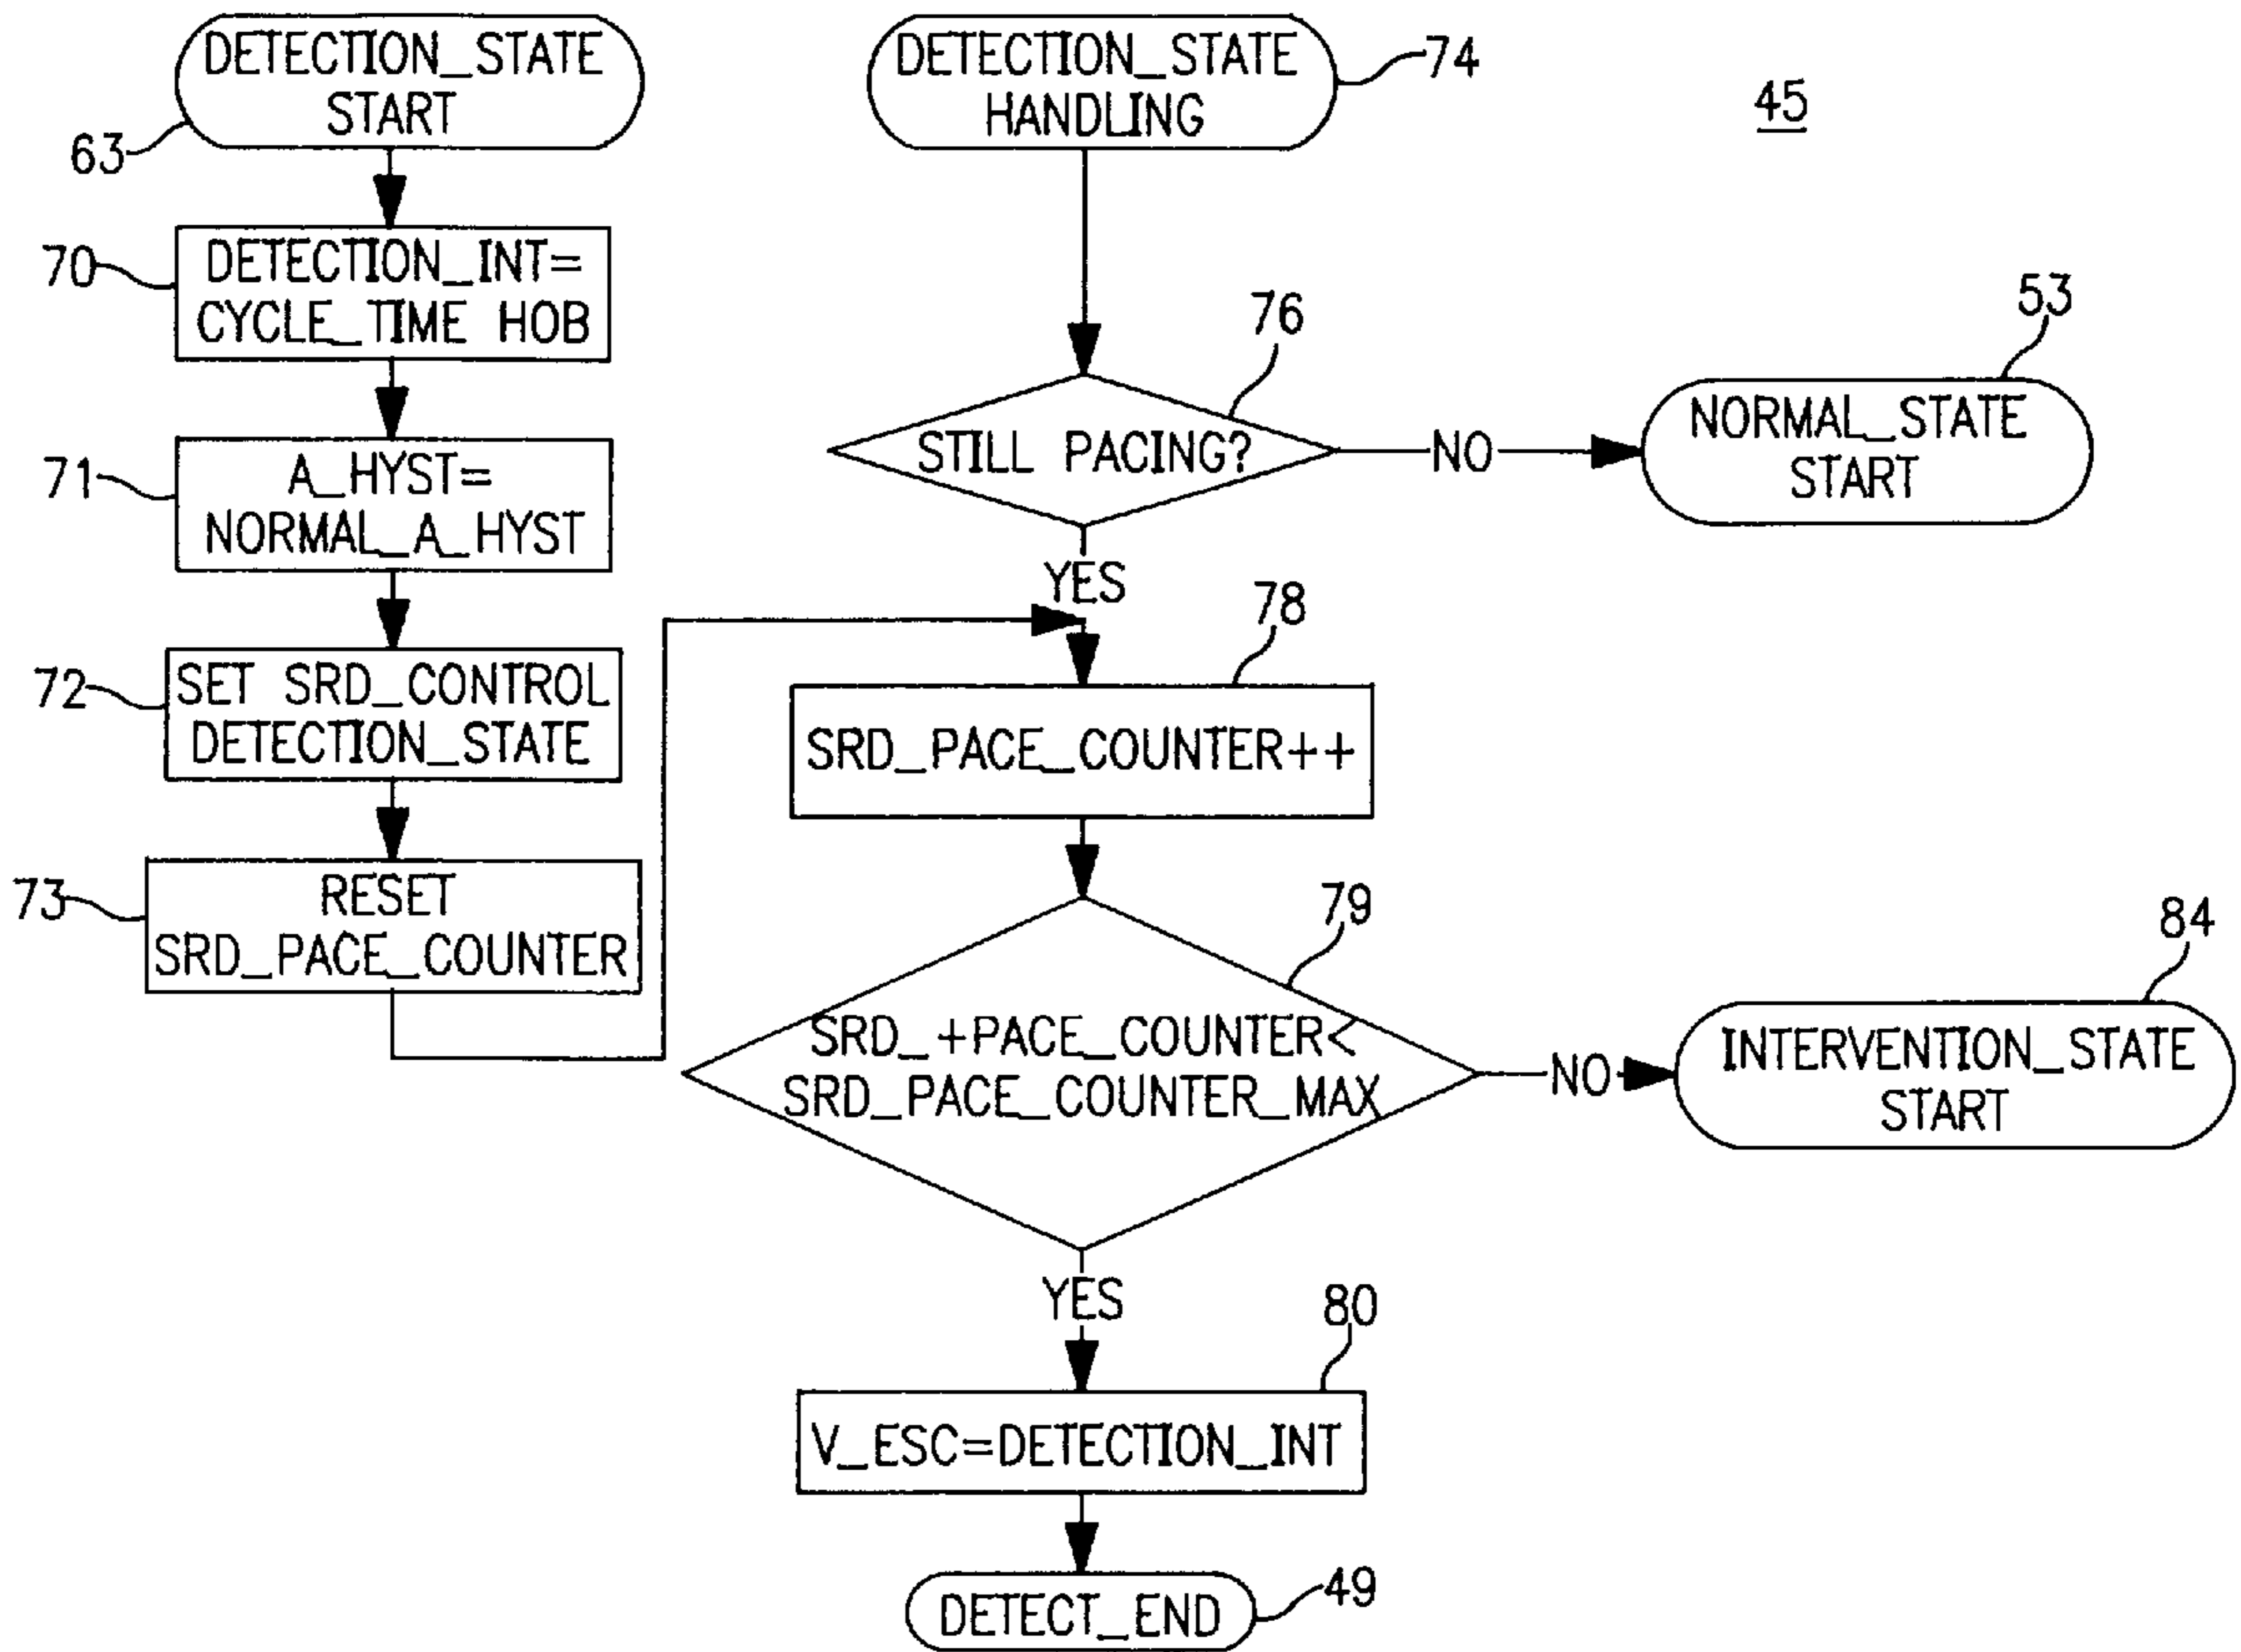 DETECTION_STATE
START
63
DETECTION_INT=
CYCLE_TIME HOB
70
A_HYST=
NORMAL_A_HYST
71
SET SRD_CONTROL
DETECTION_STATE
72
RESET
SRD_PACE_COUNTER
73
DETECTION_STATE
HANDLING
74
45
STILL PACING?
76
NO
NORMAL_STATE
START
53
YES
78
SRD_PACE_COUNTER++
79
SRD_+PACE_COUNTER<
SRD_PACE_COUNTER_MAX
NO
INTERVENTION_STATE
START
84
YES
80
V_ESC=DETECTION_INT
DETECT_END
49